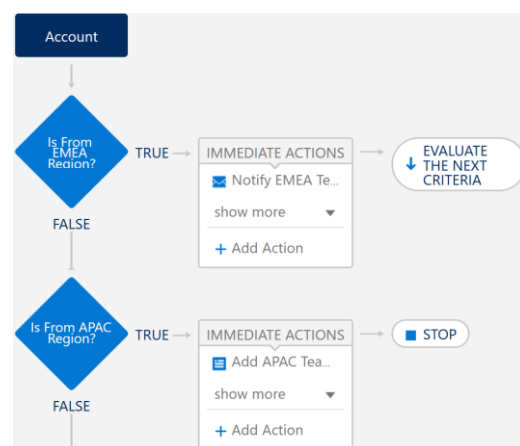 Account
Is From
EMEA
Region?
TRUE
IMMEDIATE ACTIONS
Notify EMEA Te...
show more
+ Add Action
EVALUATE
THE NEXT
CRITERIA
FALSE
Is From APAC
Region?
TRUE
IMMEDIATE ACTIONS
Add APAC Tea...
show more
+ Add Action
STOP
FALSE